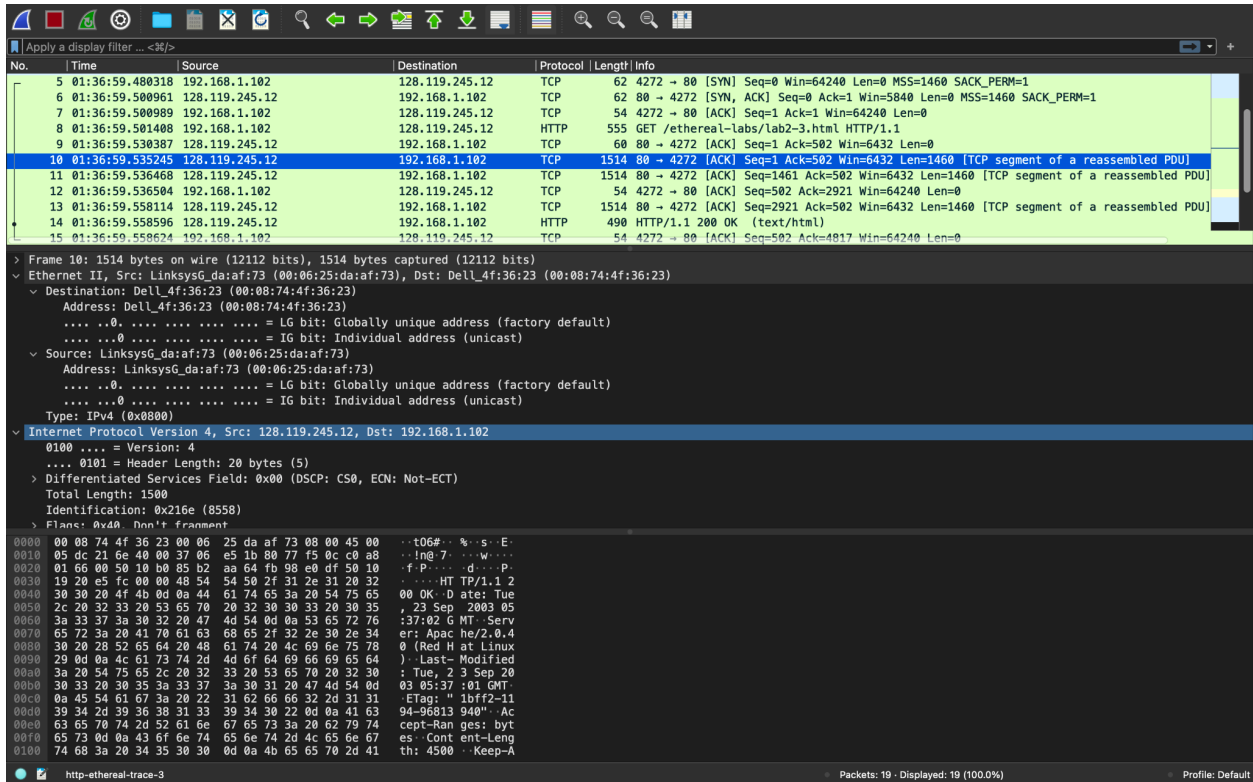 Apply a display filter ... <⌘/>
No. Time Source Destination Protocol Length Info
5 01:36:59.480318 192.168.1.102 128.119.245.12 TCP 62 4272 → 80 [SYN] Seq=0 Win=64240 Len=0 MSS=1460 SACK_PERM=1
6 01:36:59.500961 128.119.245.12 192.168.1.102 TCP 62 80 → 4272 [SYN, ACK] Seq=0 Ack=1 Win=5840 Len=0 MSS=1460 SACK_PERM=1
7 01:36:59.500989 192.168.1.102 128.119.245.12 TCP 54 4272 → 80 [ACK] Seq=1 Ack=1 Win=64240 Len=0
8 01:36:59.501408 192.168.1.102 128.119.245.12 HTTP 555 GET /ethereal-labs/lab2-3.html HTTP/1.1
9 01:36:59.530387 128.119.245.12 192.168.1.102 TCP 60 80 → 4272 [ACK] Seq=1 Ack=502 Win=6432 Len=0
10 01:36:59.535245 128.119.245.12 192.168.1.102 TCP 1514 80 → 4272 [ACK] Seq=1 Ack=502 Win=6432 Len=1460 [TCP segment of a reassembled PDU]
11 01:36:59.536468 128.119.245.12 192.168.1.102 TCP 1514 80 → 4272 [ACK] Seq=1461 Ack=502 Win=6432 Len=1460 [TCP segment of a reassembled PDU]
12 01:36:59.536504 192.168.1.102 128.119.245.12 TCP 54 4272 → 80 [ACK] Seq=502 Ack=2921 Win=64240 Len=0
13 01:36:59.558114 128.119.245.12 192.168.1.102 TCP 1514 80 → 4272 [ACK] Seq=2921 Ack=502 Win=6432 Len=1460 [TCP segment of a reassembled PDU]
14 01:36:59.558596 128.119.245.12 192.168.1.102 HTTP 490 HTTP/1.1 200 OK (text/html)
15 01:36:59.558624 192.168.1.102 128.119.245.12 TCP 54 4272 → 80 [ACK] Seq=502 Ack=4817 Win=64240 Len=0
Frame 10: 1514 bytes on wire (12112 bits), 1514 bytes captured (12112 bits)
Ethernet II, Src: LinksysG_da:af:73 (00:06:25:da:af:73), Dst: Dell_4f:36:23 (00:08:74:4f:36:23)
Destination: Dell_4f:36:23 (00:08:74:4f:36:23)
Address: Dell_4f:36:23 (00:08:74:4f:36:23)
.... ..0. .... .... .... .... = LG bit: Globally unique address (factory default)
.... ...0 .... .... .... .... = IG bit: Individual address (unicast)
Source: LinksysG_da:af:73 (00:06:25:da:af:73)
Address: LinksysG_da:af:73 (00:06:25:da:af:73)
.... ..0. .... .... .... .... = LG bit: Globally unique address (factory default)
.... ...0 .... .... .... .... = IG bit: Individual address (unicast)
Type: IPv4 (0x0800)
Internet Protocol Version 4, Src: 128.119.245.12, Dst: 192.168.1.102
0100 .... = Version: 4
.... 0101 = Header Length: 20 bytes (5)
Differentiated Services Field: 0x00 (DSCP: CS0, ECN: Not-ECT)
Total Length: 1500
Identification: 0x216e (8558)
Flags: 0x40, Don't fragment
0000 00 08 74 4f 36 23 00 06 25 da af 73 08 00 45 00 ··tO6#·· %··s··E·
0010 05 dc 21 6e 40 00 37 06 e5 1b 80 77 f5 0c c0 a8 ··!n@·7· ···w····
0020 01 66 00 50 10 b0 85 b2 aa 64 fb 98 e0 df 50 10 ·f·P···· ·d····P·
0030 19 20 e5 fc 00 00 48 54 54 50 2f 31 2e 31 20 32 · ····HT TP/1.1 2
0040 30 30 20 4f 4b 0d 0a 44 61 74 65 3a 20 54 75 65 00 OK··D ate: Tue
0050 2c 20 32 33 20 53 65 70 20 32 30 30 33 20 30 35 , 23 Sep 2003 05
0060 3a 33 37 3a 30 32 20 47 4d 54 0d 0a 53 65 72 76 :37:02 G MT··Serv
0070 65 72 3a 20 41 70 61 63 68 65 2f 32 2e 30 2e 34 er: Apac he/2.0.4
0080 30 20 28 52 65 64 20 48 61 74 20 4c 69 6e 75 78 0 (Red H at Linux
0090 29 0d 0a 4c 61 73 74 2d 4d 6f 64 69 66 69 65 64 )··Last- Modified
00a0 3a 20 54 75 65 2c 20 32 33 20 53 65 70 20 32 30 : Tue, 2 3 Sep 20
00b0 30 33 20 30 35 3a 33 37 3a 30 31 20 47 4d 54 0d 03 05:37 :01 GMT·
00c0 0a 45 54 61 67 3a 20 22 31 62 66 66 32 2d 31 31 ·ETag: " 1bff2-11
00d0 39 34 2d 39 36 38 31 33 39 34 30 22 0d 0a 41 63 94-96813 940"··Ac
00e0 63 65 70 74 2d 52 61 6e 67 65 73 3a 20 62 79 74 cept-Ran ges: byt
00f0 65 73 0d 0a 43 6f 6e 74 65 6e 74 2d 4c 65 6e 67 es··Cont ent-Leng
0100 74 68 3a 20 34 35 30 30 0d 0a 4b 65 65 70 2d 41 th: 4500 ··Keep-A
http-ethereal-trace-3 Packets: 19 · Displayed: 19 (100.0%) Profile: Default